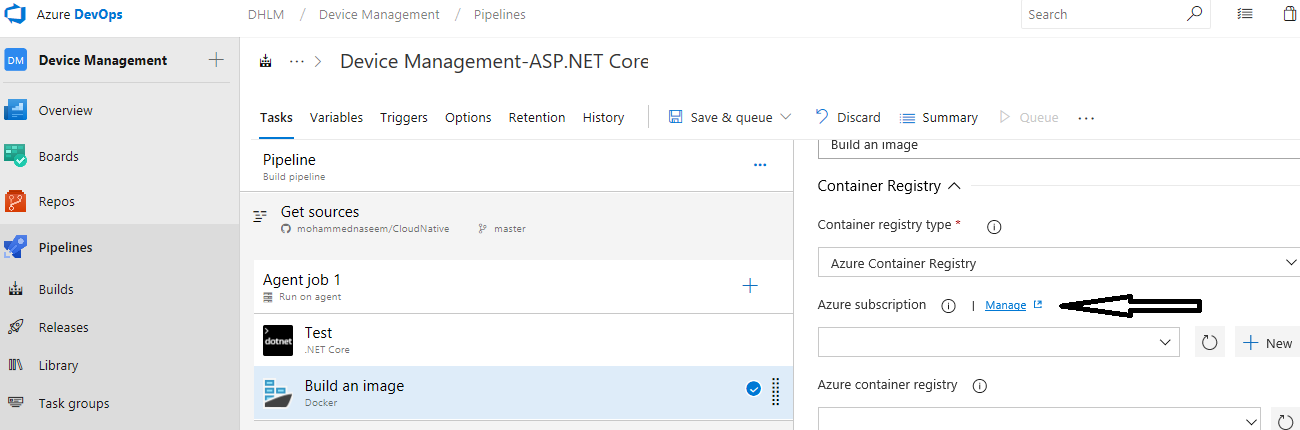 Azure DevOps
DHLM / Device Management / Pipelines
Search
DM Device Management
Overview
Boards
Repos
Pipelines
Builds
Releases
Library
Task groups
Device Management-ASP.NET Core
Tasks Variables Triggers Options Retention History Save & queue Discard Summary Queue
Pipeline
Build pipeline
Get sources
mohammednaseem/CloudNative master
Agent job 1
Run on agent
dotnet
Test
.NET Core
Build an image
Docker
Build an image
Container Registry
Container registry type *
Azure Container Registry
Azure subscription | Manage
New
Azure container registry